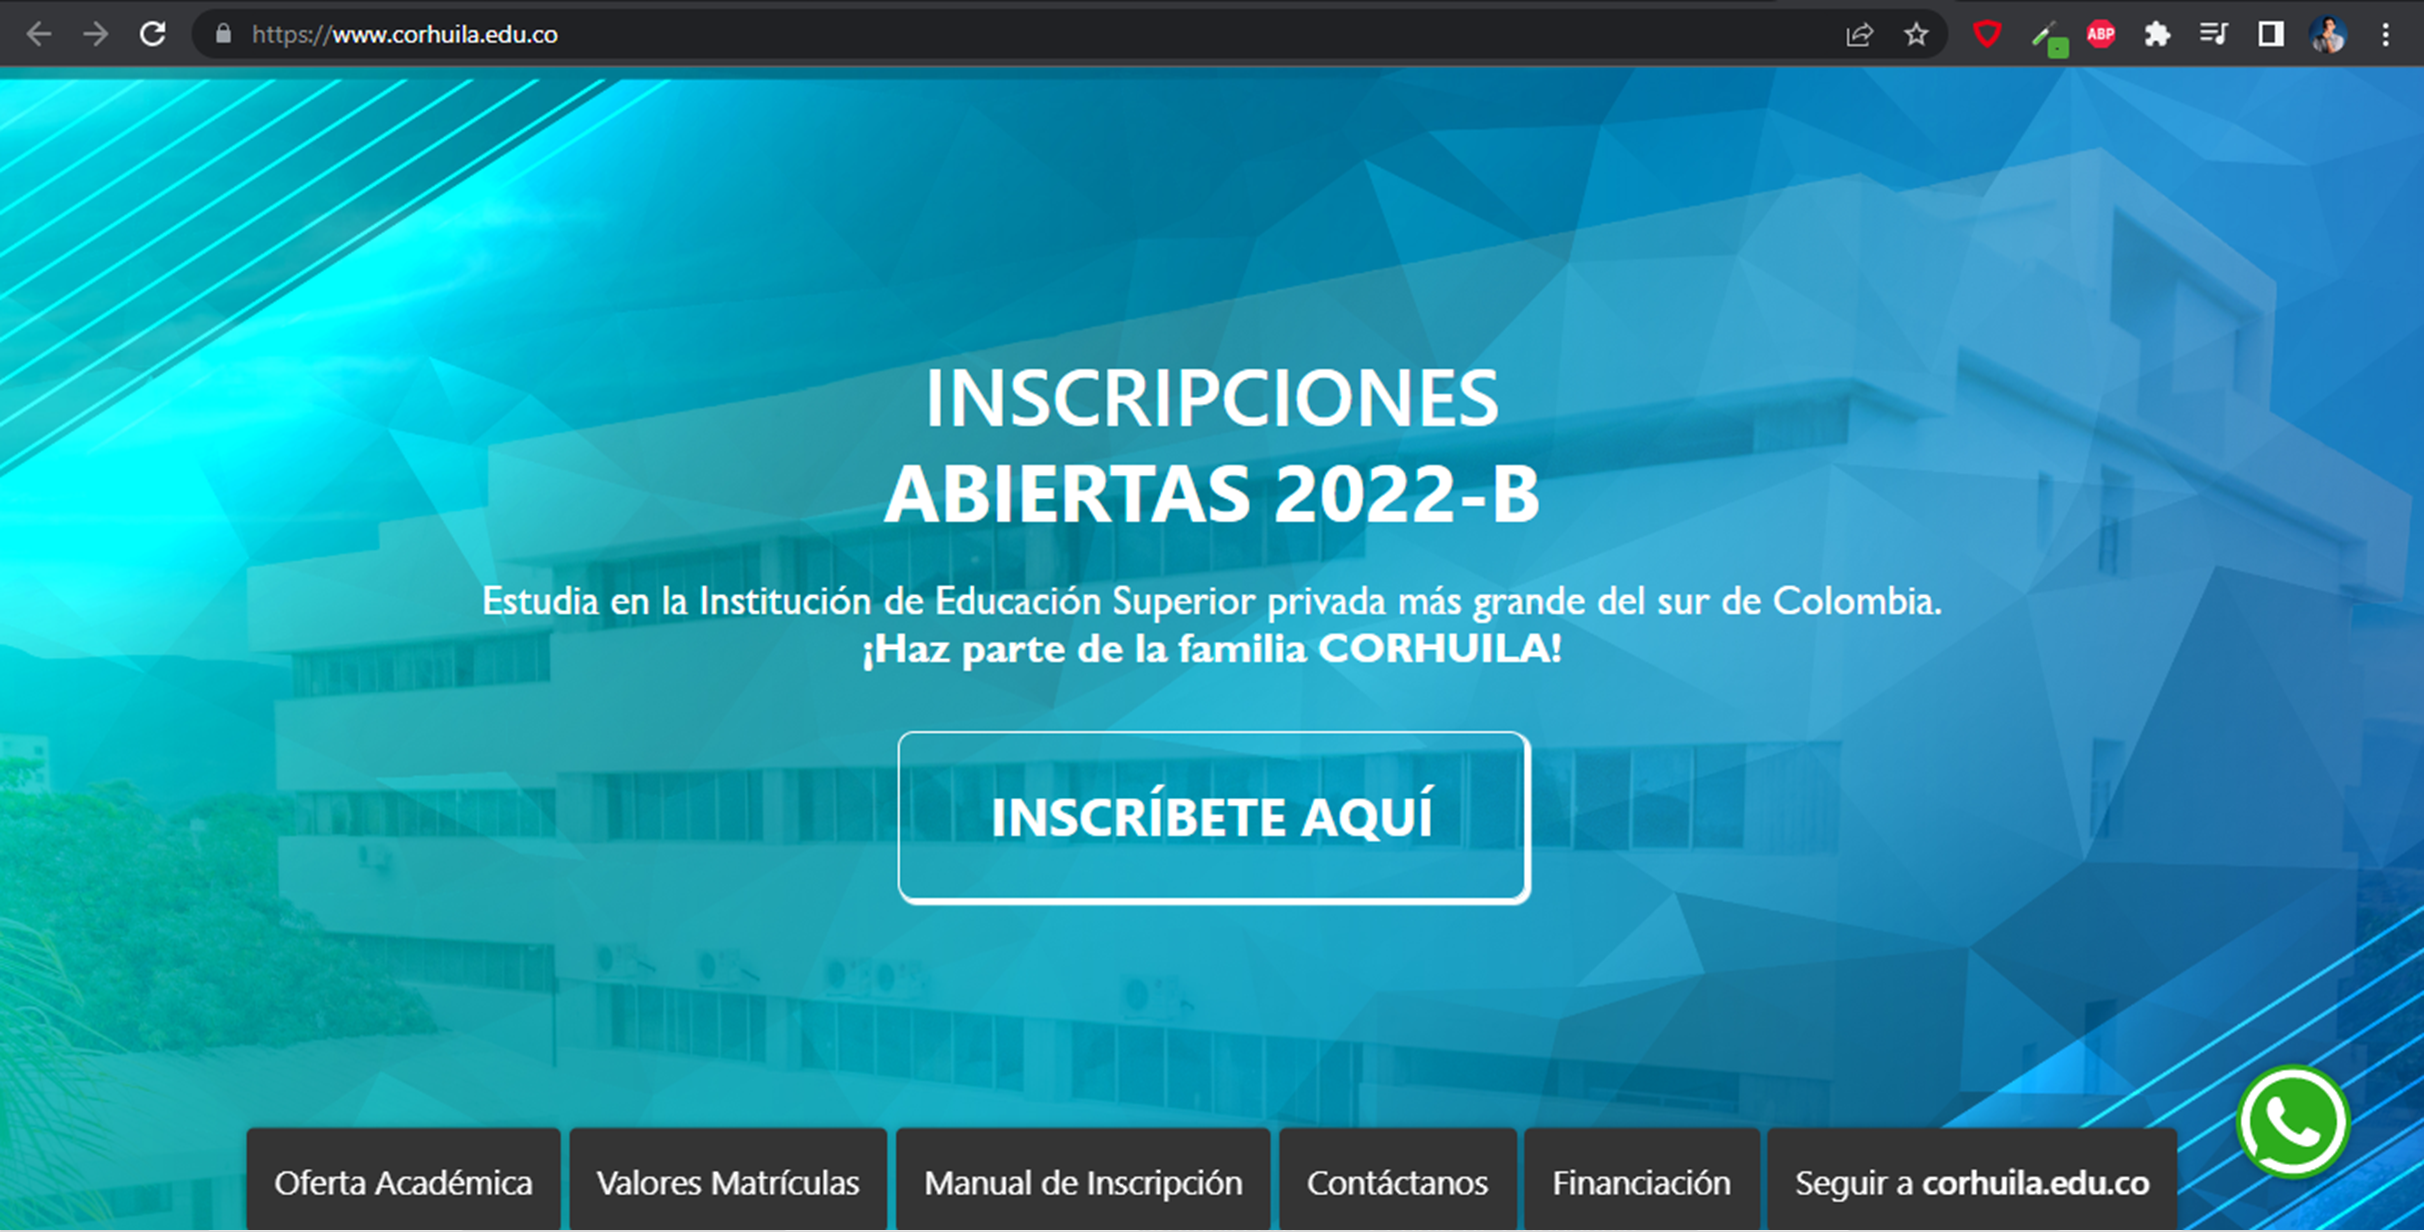 https://www.corhuila.edu.co
ABP
INSCRIPCIONES
ABIERTAS 2022-B
Estudia en la Institución de Educación Superior privada más grande del sur de Colombia.
¡Haz parte de la familia CORHUILA!
INSCRÍBETE AQUÍ
Oferta Académica
Valores Matrículas
Manual de Inscripción
Contáctanos
Financiación
Seguir a corhuila.edu.co